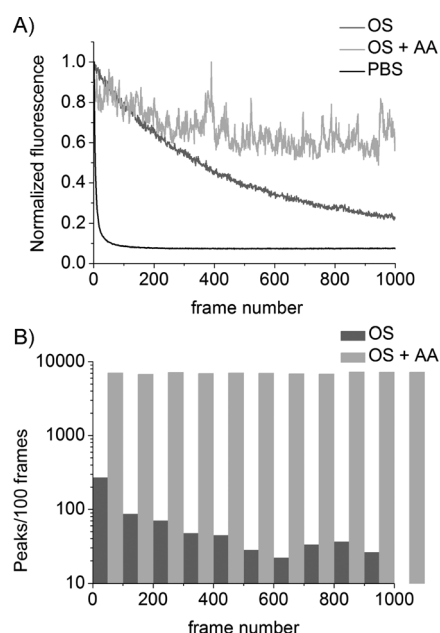 A)
OS
OS + AA
PBS
Normalized fluorescence
1.0
0.8
0.6
0.4
0.2
0.0
0 200 400 600 800 1000
frame number
B)
OS
OS + AA
Peaks/100 frames
10000
1000
100
10
0 200 400 600 800 1000
frame number